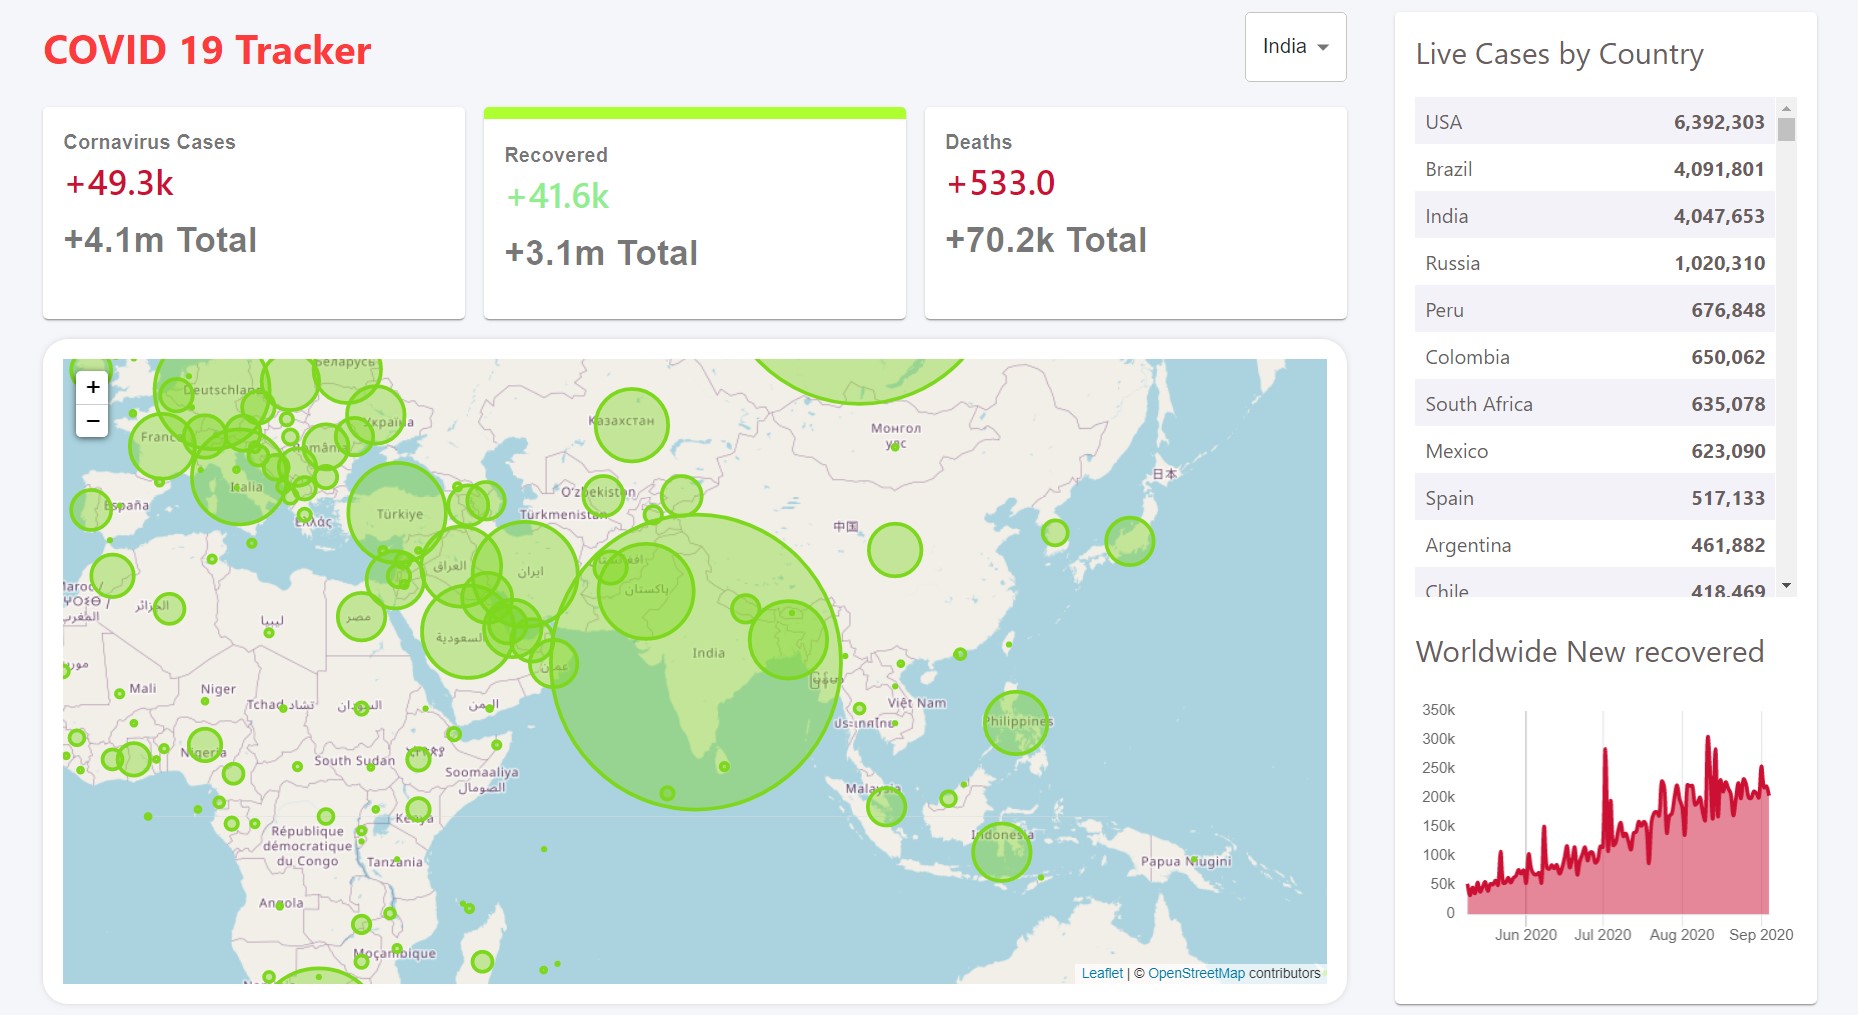 COVID 19 Tracker
India
Cornavirus Cases
+49.3k
+4.1m Total
Recovered
+41.6k
+3.1m Total
Deaths
+533.0
+70.2k Total
+
−
Deutschland
Беларусь
France
Україна
România
Italia
España
Ελλάς
Türkiye
Казахстан
Монгол
улс
O'zbekiston
Türkmenistan
中国
日本
العراق
ایران
پاکستان
السعودية
مصر
ليبيا
الجزائر
India
Mali
Niger
Tchad تشاد
السودان
اليمن
عمان
Nigeria
South Sudan
Soomaaliya
الصومال
Kenya
République
démocratique
du Congo
Tanzania
Angola
Moçambique
Việt Nam
Philippines
Malaysia
Indonesia
Papua Niugini
Leaflet | © OpenStreetMap contributors
Live Cases by Country
USA 6,392,303
Brazil 4,091,801
India 4,047,653
Russia 1,020,310
Peru 676,848
Colombia 650,062
South Africa 635,078
Mexico 623,090
Spain 517,133
Argentina 461,882
Chile 418,469
Worldwide New recovered
350k
300k
250k
200k
150k
100k
50k
0
Jun 2020 Jul 2020 Aug 2020 Sep 2020